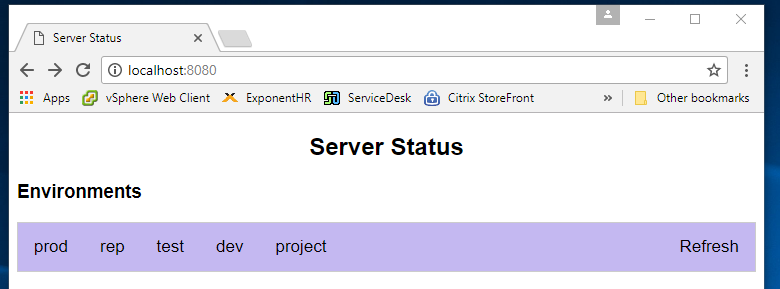 Server Status
localhost:8080
Apps vSphere Web Client ExponentHR ServiceDesk Citrix StoreFront » Other bookmarks
Server Status
Environments
prod rep test dev project Refresh